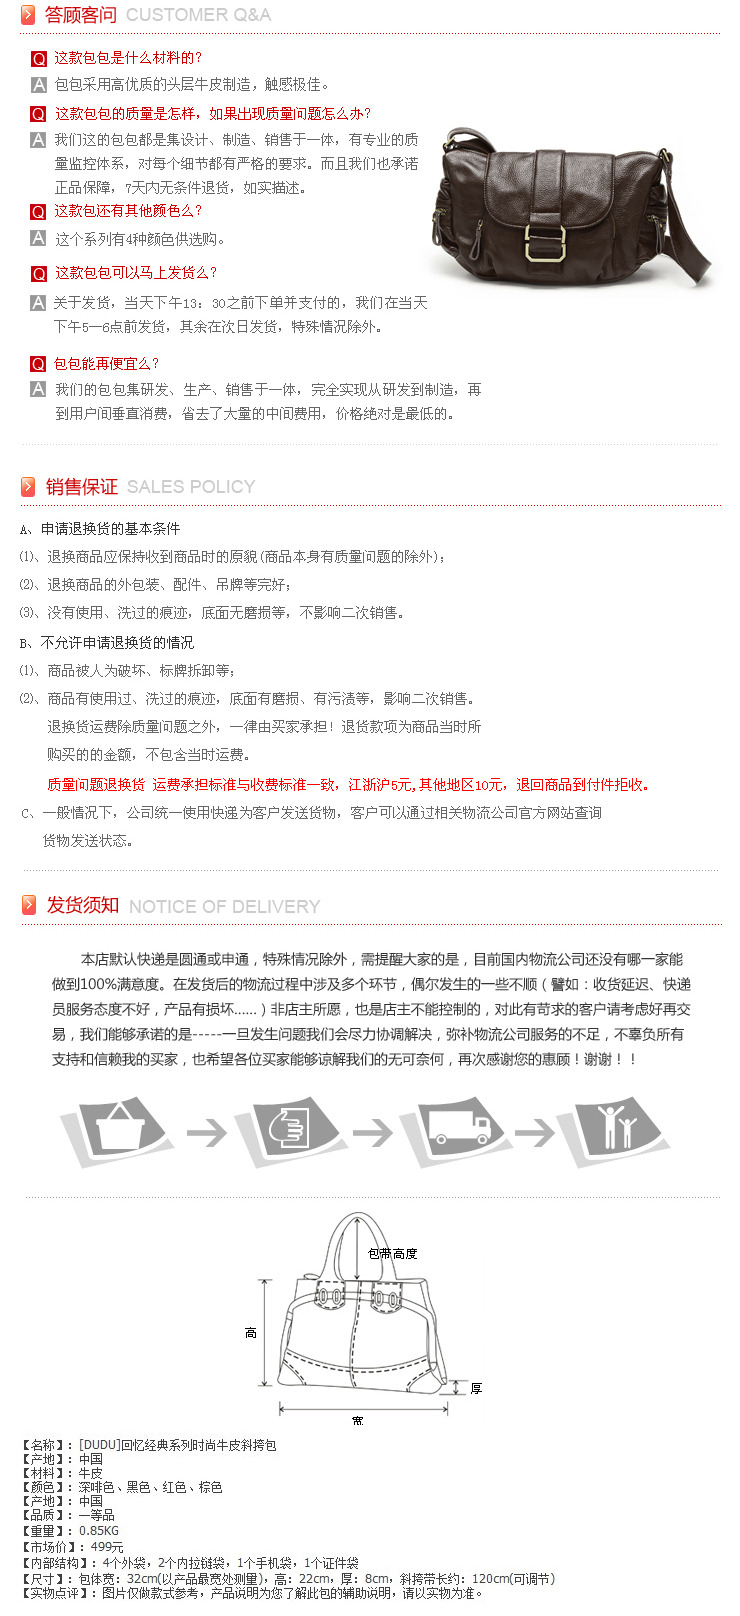 答顾客问 CUSTOMER Q&A
Q 这款包包是什么材料的?
A 包包采用高优质的头层牛皮制造，触感极佳。
Q 这款包包的质量是怎样，如果出现质量问题怎么办?
A 我们这的包包都是集设计、制造、销售于一体，有专业的质
量监控体系，对每个细节都有严格的要求。而且我们也承诺
正品保障，7天内无条件退货，如实描述。
Q 这款包还有其他颜色么?
A 这个系列有4种颜色供选购。
Q 这款包包可以马上发货么?
A 关于发货，当天下午13：30之前下单并支付的，我们在当天
下午5—6点前发货，其余在次日发货，特殊情况除外。
Q 包包能再便宜么?
A 我们的包包集研发、生产、销售于一体，完全实现从研发到制造，再
到用户间垂直消费，省去了大量的中间费用，价格绝对是最低的。
销售保证 SALES POLICY
A、申请退换货的基本条件
⑴、退换商品应保持收到商品时的原貌(商品本身有质量问题的除外)；
⑵、退换商品的外包装、配件、吊牌等完好；
⑶、没有使用、洗过的痕迹，底面无磨损等，不影响二次销售。
B、不允许申请退换货的情况
⑴、商品被人为破坏、标牌拆卸等；
⑵、商品有使用过、洗过的痕迹，底面有磨损、有污渍等，影响二次销售。
退换货运费除质量问题之外，一律由买家承担！退货款项为商品当时所
购买的的金额，不包含当时运费。
质量问题退换货 运费承担标准与收费标准一致，江浙沪5元,其他地区10元，退回商品到付件拒收。
C、一般情况下，公司统一使用快递为客户发送货物，客户可以通过相关物流公司官方网站查询
货物发送状态。
发货须知 NOTICE OF DELIVERY
本店默认快递是圆通或申通，特殊情况除外，需提醒大家的是，目前国内物流公司还没有哪一家能
做到100%满意度。在发货后的物流过程中涉及多个环节，偶尔发生的一些不顺（譬如：收货延迟、快递
员服务态度不好，产品有损坏......）非店主所愿，也是店主不能控制的，对此有苛求的客户请考虑好再交
易，我们能够承诺的是-----一旦发生问题我们会尽力协调解决，弥补物流公司服务的不足，不辜负所有
支持和信赖我的买家，也希望各位买家能够谅解我们的无可奈何，再次感谢您的惠顾！谢谢！！
包带高度
高
厚
宽
【名称】：[DUDU]回忆经典系列时尚牛皮斜挎包
【产地】：中国
【材料】：牛皮
【颜色】：深啡色、黑色、红色、棕色
【产地】：中国
【品质】：一等品
【重量】：0.85KG
【市场价】：499元
【内部结构】：4个外袋，2个内拉链袋，1个手机袋，1个证件袋
【尺寸】：包体宽：32cm(以产品最宽处测量)，高：22cm，厚：8cm，斜挎带长约：120cm(可调节)
【实物点评】：图片仅做款式参考，产品说明为您了解此包的辅助说明，请以实物为准。